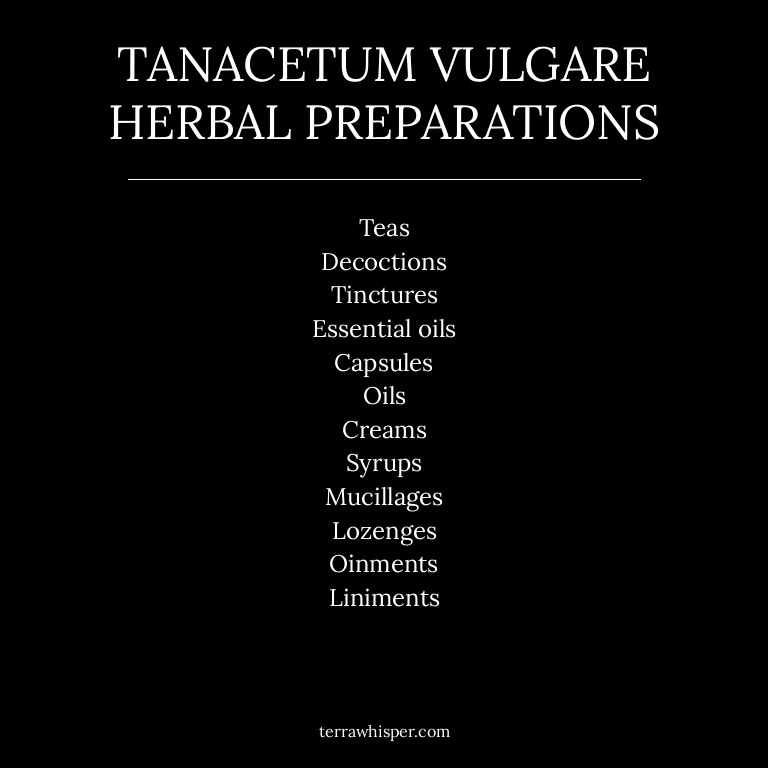 TANACETUM VULGARE
HERBAL PREPARATIONS
Teas
Decoctions
Tinctures
Essential oils
Capsules
Oils
Creams
Syrups
Mucillages
Lozenges
Oinments
Liniments
terrawhisper.com